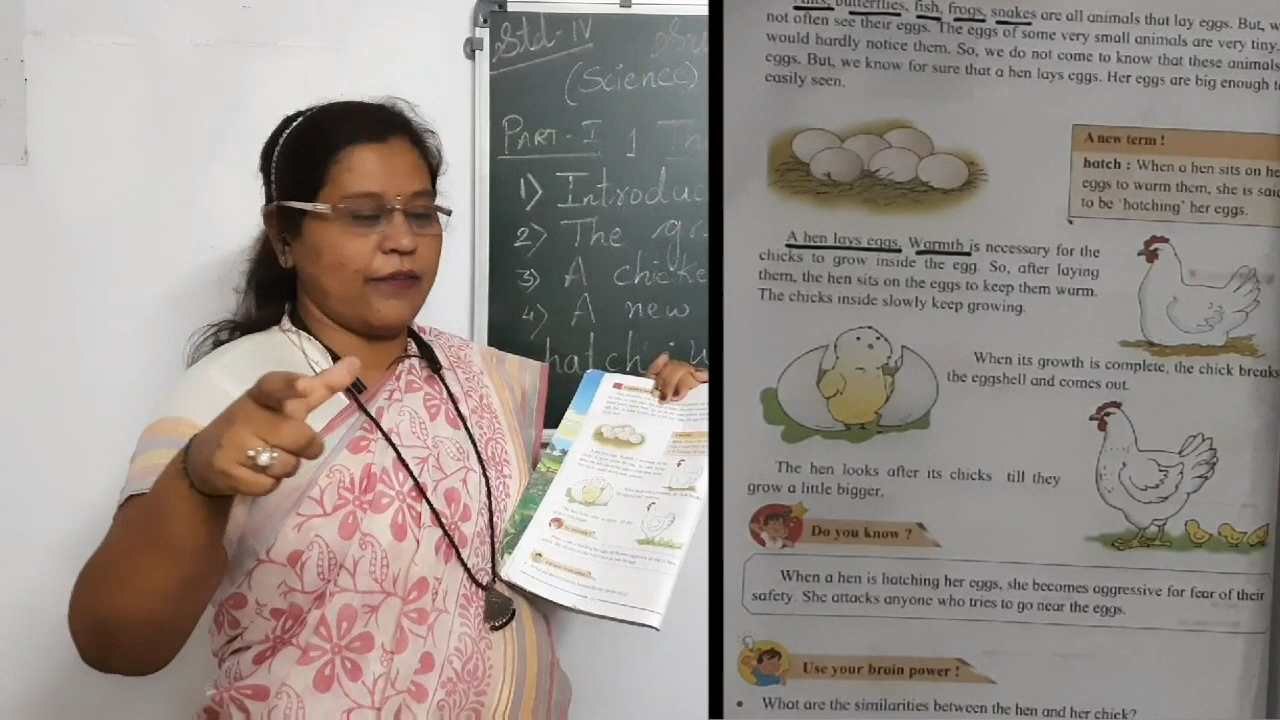 Std-IV
(Science)
PART-I 1
1) Introduc
2) The
3) A chicke
4) A new
hatch :
butterflies, fish, frogs, snakes are all animals that lay eggs. But, w
not often see their eggs. The eggs of some very small animals are very tiny.
would hardly notice them. So, we do not come to know that these animals
eggs. But, we know for sure that a hen lays eggs. Her eggs are big enough t
easily seen.
A new term !
hatch : When a hen sits on he
eggs to warm them, she is said
to be 'hatching' her eggs.
A hen lays eggs. Warmth is necessary for the
chicks to grow inside the egg. So, after laying
them, the hen sits on the eggs to keep them warm.
The chicks inside slowly keep growing.
When its growth is complete, the chick breaks
the eggshell and comes out.
The hen looks after its chicks till they
grow a little bigger.
Do you know ?
When a hen is hatching her eggs, she becomes aggressive for fear of their
safety. She attacks anyone who tries to go near the eggs.
Use your brain power !
• What are the similarities between the hen and her chick?